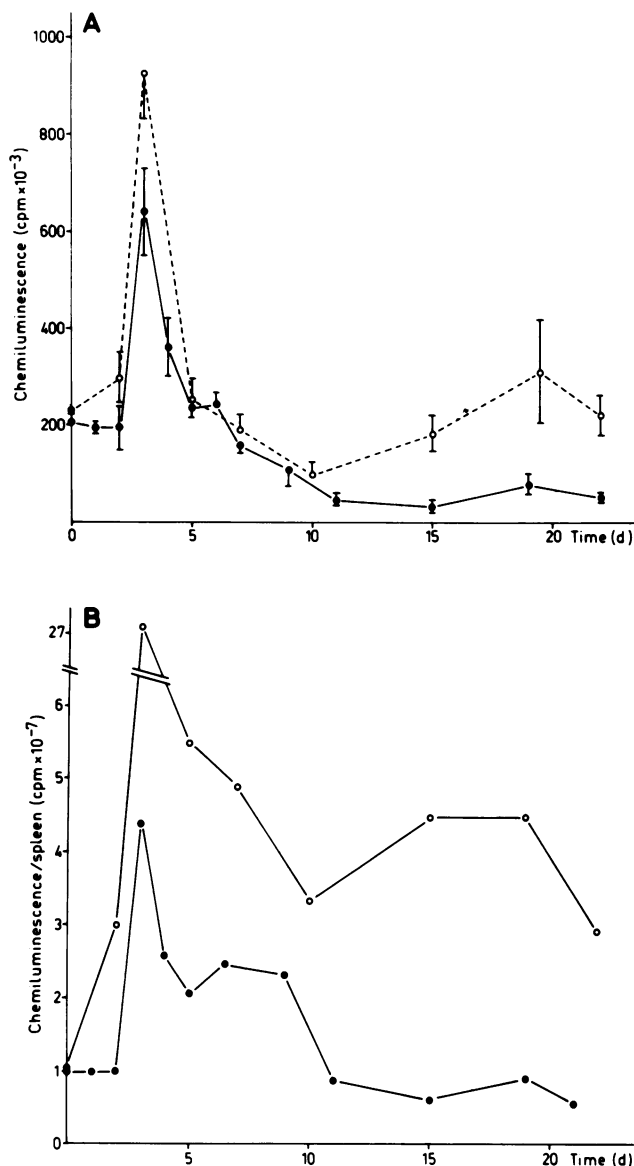 A
1000
800
600
400
200
Chemiluminescence (cpm×10⁻³)
0 5 10 15 20 Time (d)
B
27
6
5
4
3
2
1
0
Chemiluminescence/spleen (cpm×10⁻⁷)
5 10 15 20 Time (d)